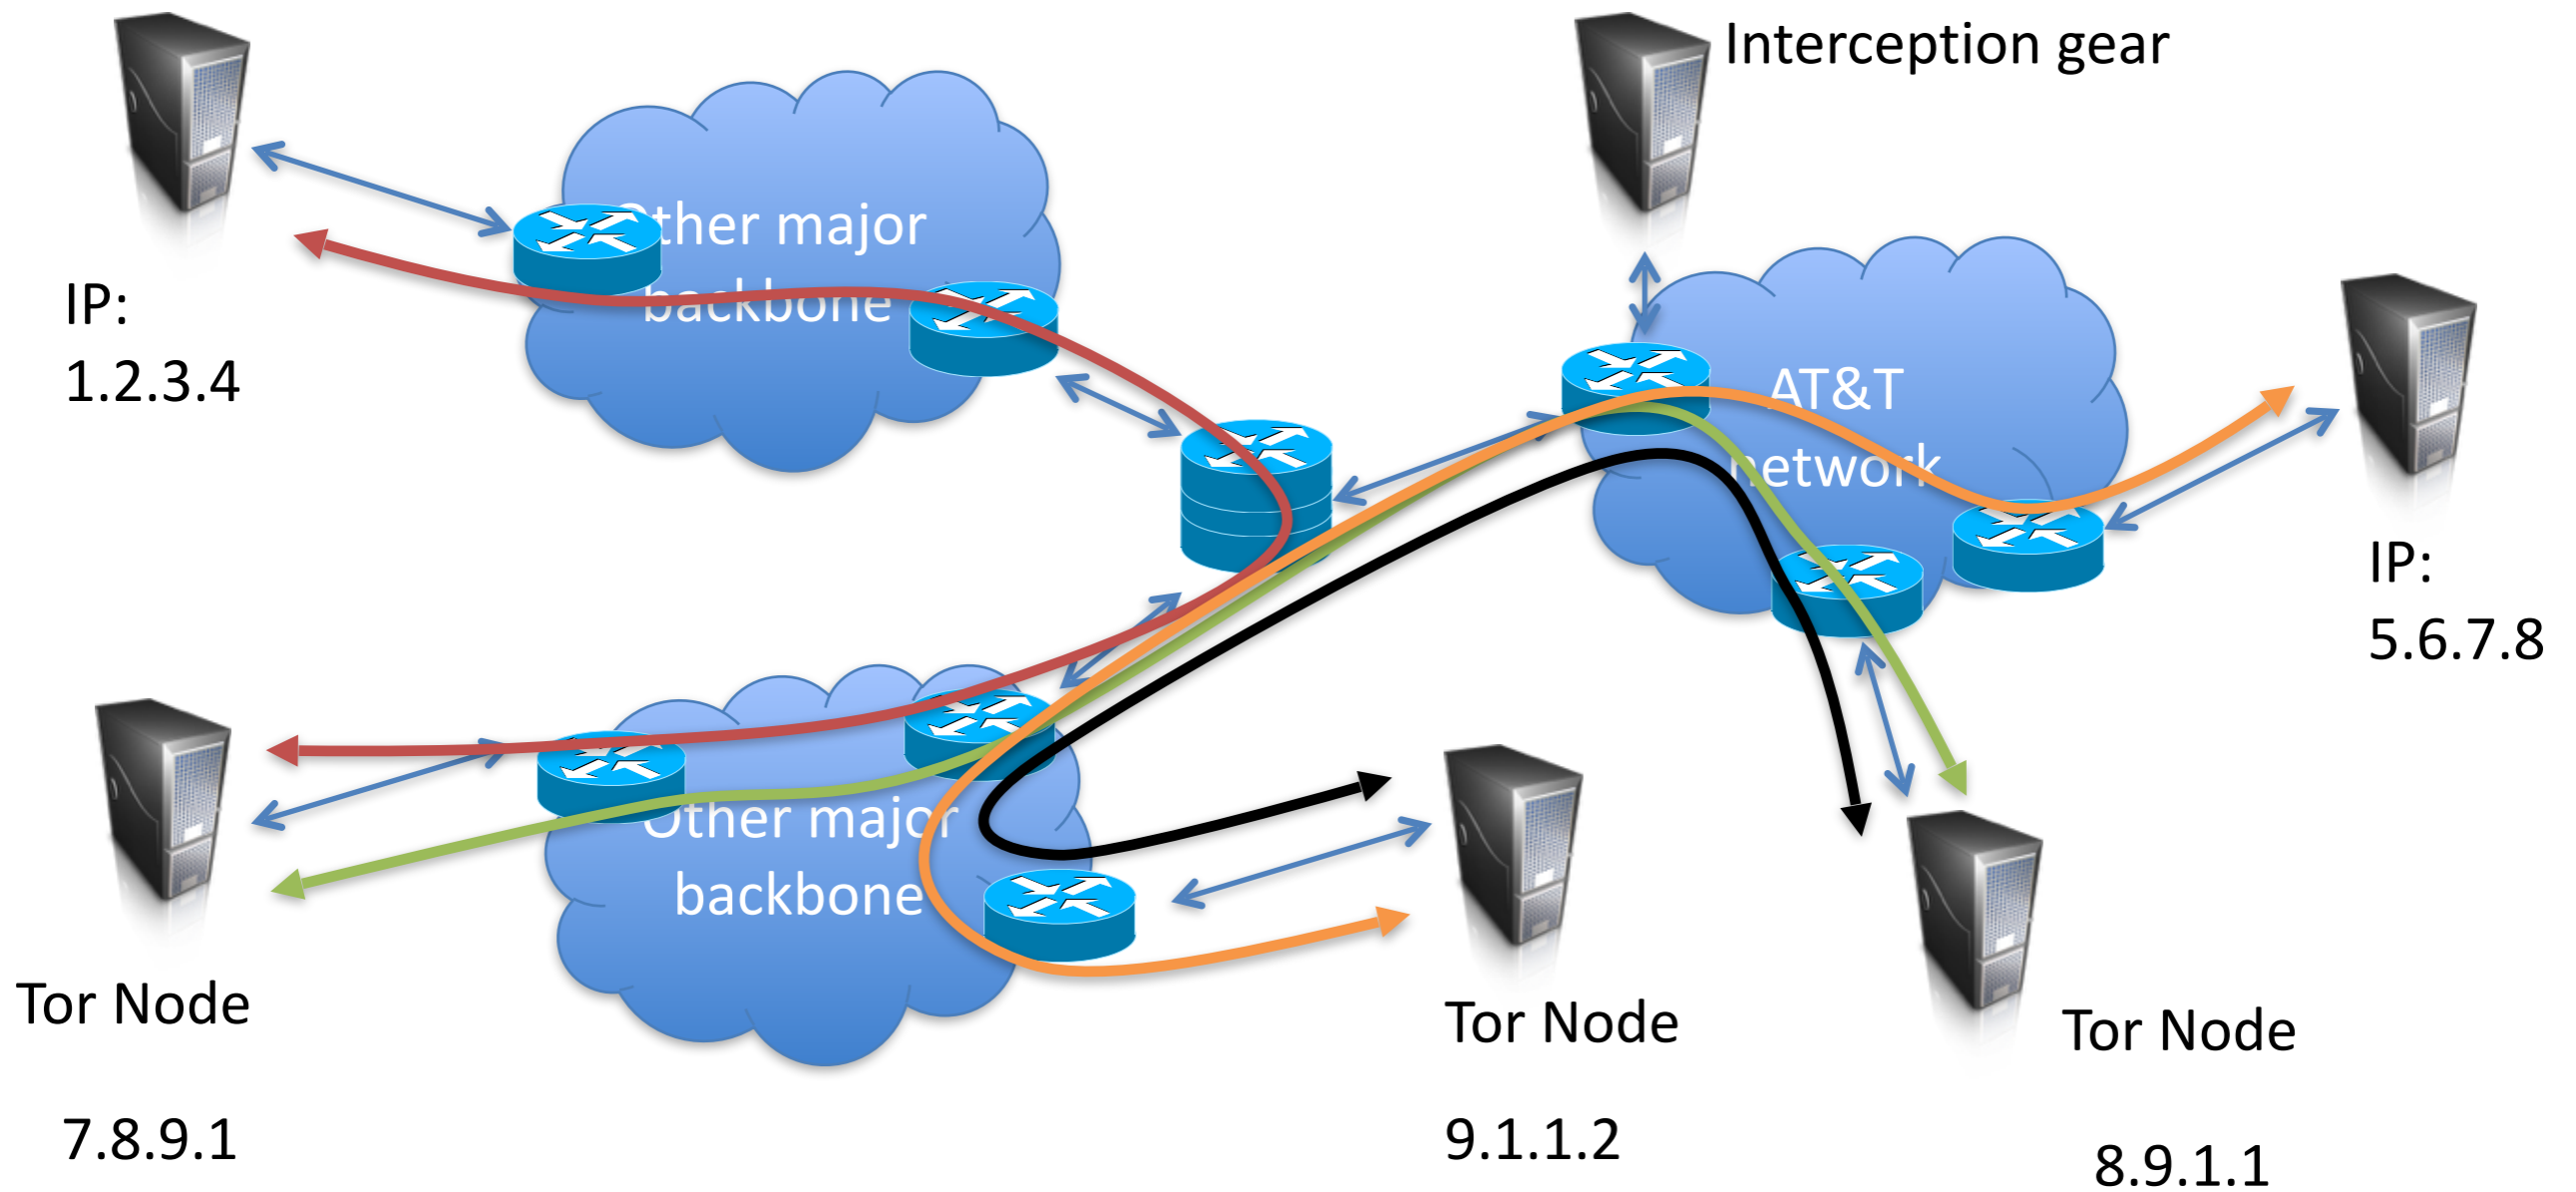 Interception gear
Other major
backbone
IP:
1.2.3.4
AT&T
network
IP:
5.6.7.8
Other major
backbone
Tor Node
7.8.9.1
Tor Node
9.1.1.2
Tor Node
8.9.1.1